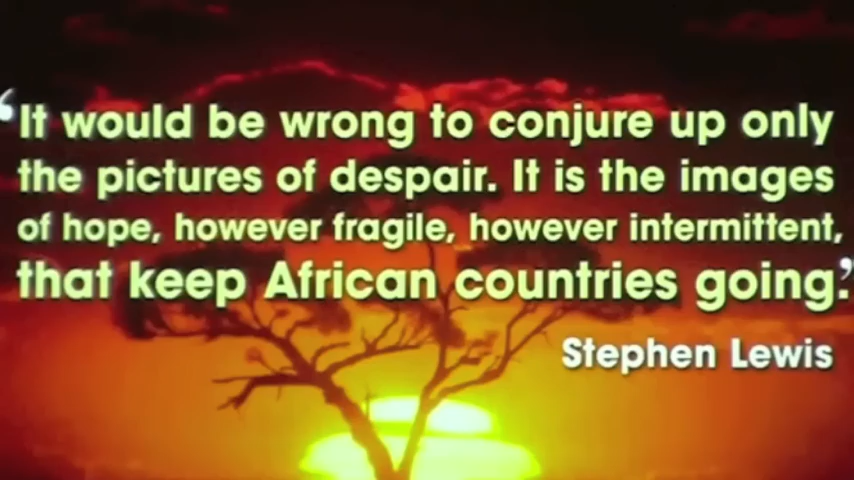 ‘It would be wrong to conjure up only
the pictures of despair. It is the images
of hope, however fragile, however intermittent,
that keep African countries going.’
Stephen Lewis